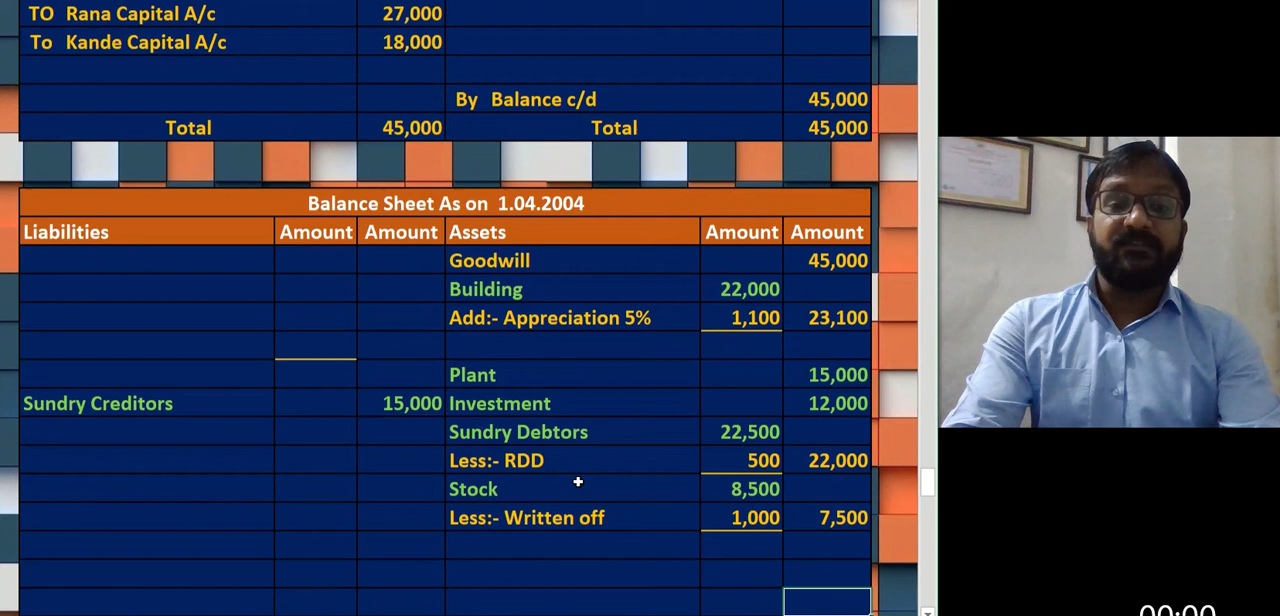 TO Rana Capital A/c 27,000
To Kande Capital A/c 18,000
By Balance c/d 45,000
Total 45,000 Total 45,000
Balance Sheet As on 1.04.2004
Liabilities Amount Amount Assets Amount Amount
Goodwill 45,000
Building 22,000
Add:- Appreciation 5% 1,100 23,100
Plant 15,000
Sundry Creditors 15,000 Investment 12,000
Sundry Debtors 22,500
Less:- RDD 500 22,000
Stock 8,500
Less:- Written off 1,000 7,500
00:00